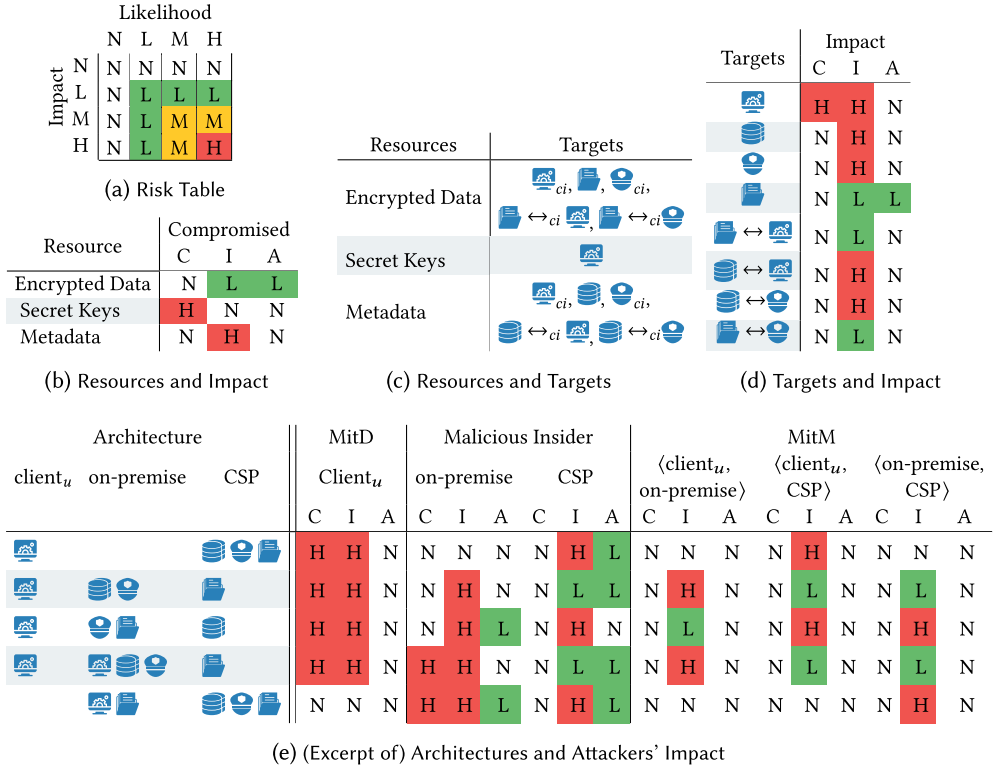 Likelihood
N L M H
Impact
N N N N N
L N L L L
M N L M M
H N L M H
(a) Risk Table
Resource Compromised
C I A
Encrypted Data N L L
Secret Keys H N N
Metadata N H N
(b) Resources and Impact
Resources Targets
Encrypted Data
ci, , ci,
↔ci , ↔ci
Secret Keys
Metadata
ci, , ci,
↔ci , ↔ci
(c) Resources and Targets
Targets Impact
C I A
H H N
N H N
N H N
N L L
↔ N L N
↔ N H N
↔ N H N
↔ N L N
(d) Targets and Impact
Architecture MitD Malicious Insider MitM
clientu on-premise CSP Clientu on-premise CSP ⟨clientu, on-premise⟩ ⟨clientu, CSP⟩ ⟨on-premise, CSP⟩
C I A C I A C I A C I A C I A C I A
H H N N N N N H L N N N N H N N N N
H H N N H N N L L N H N N L N N L N
H H N N H L N H N N L N N H N N H N
H H N H H N N L L N H N N L N N L N
N N N H H L N H L N N N N N N N H N
(e) (Excerpt of) Architectures and Attackers' Impact